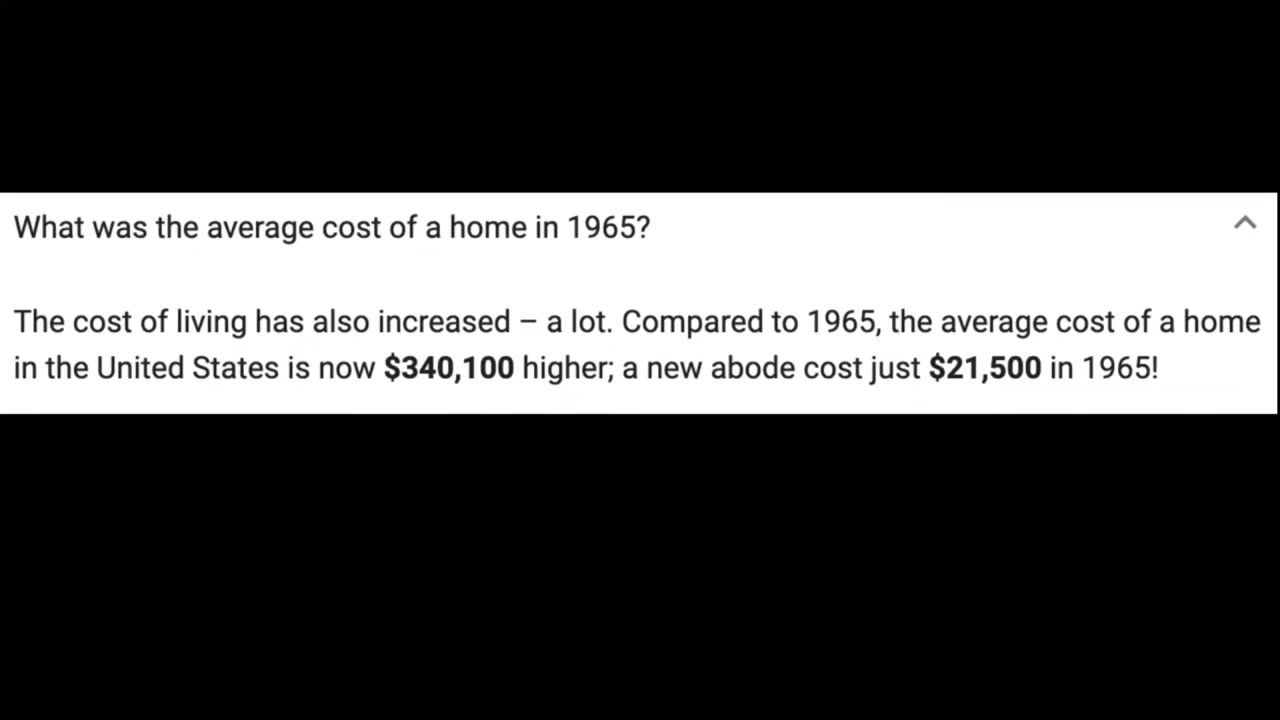 What was the average cost of a home in 1965?
The cost of living has also increased – a lot. Compared to 1965, the average cost of a home
in the United States is now $340,100 higher; a new abode cost just $21,500 in 1965!